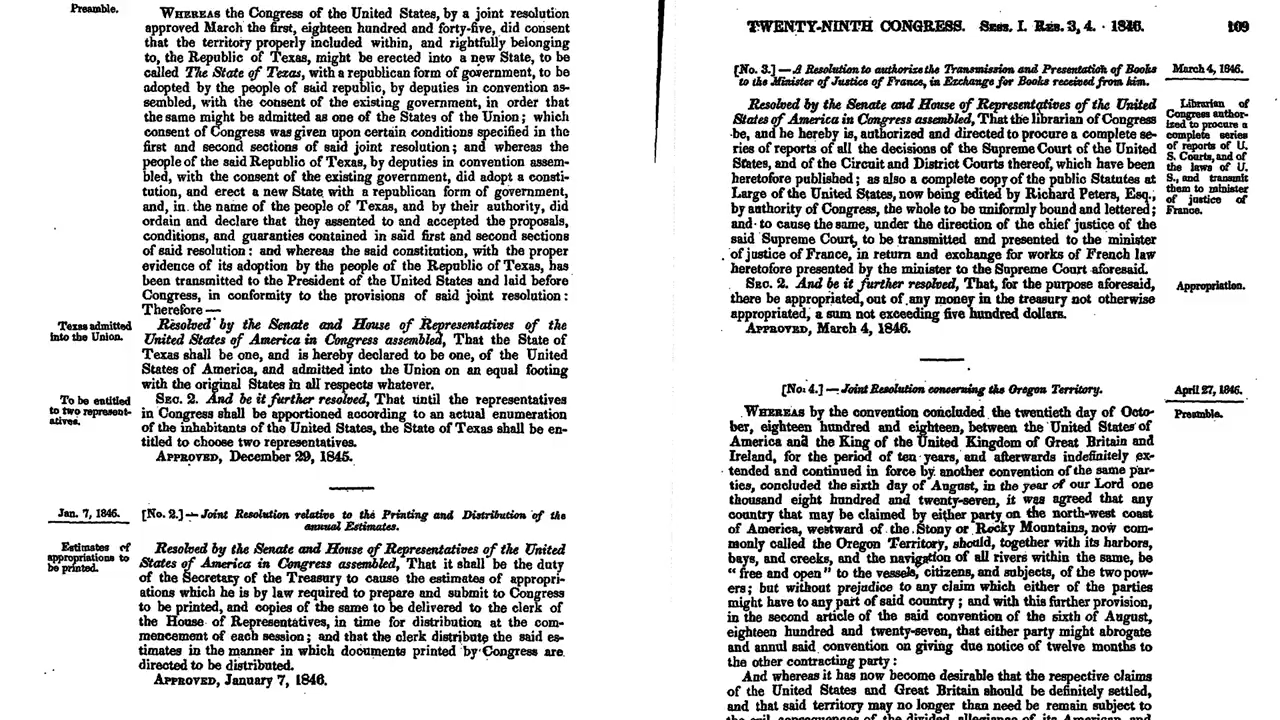 Preamble.
WHEREAS the Congress of the United States, by a joint resolution
approved March the first, eighteen hundred and forty-five, did consent
that the territory properly included within, and rightfully belonging
to, the Republic of Texas, might be erected into a new State, to be
called The State of Texas, with a republican form of government, to be
adopted by the people of said republic, by deputies in convention as-
sembled, with the consent of the existing government, in order that
the same might be admitted as one of the States of the Union; which
consent of Congress was given upon certain conditions specified in the
first and second sections of said joint resolution; and whereas the
people of the said Republic of Texas, by deputies in convention assem-
bled, with the consent of the existing government, did adopt a consti-
tution, and erect a new State with a republican form of government,
and, in the name of the people of Texas, and by their authority, did
ordain and declare that they assented to and accepted the proposals,
conditions, and guaranties contained in said first and second sections
of said resolution: and whereas the said constitution, with the proper
evidence of its adoption by the people of the Republic of Texas, has
been transmitted to the President of the United States and laid before
Congress, in conformity to the provisions of said joint resolution:
Therefore —
Texas admitted
into the Union.
Resolved by the Senate and House of Representatives of the
United States of America in Congress assembled, That the State of
Texas shall be one, and is hereby declared to be one, of the United
States of America, and admitted into the Union on an equal footing
with the original States in all respects whatever.
To be entitled
to two represent-
atives.
SEC. 2. And be it further resolved, That until the representatives
in Congress shall be apportioned according to an actual enumeration
of the inhabitants of the United States, the State of Texas shall be en-
titled to choose two representatives.
APPROVED, December 29, 1845.
Jan. 7, 1846.
[No. 2.] — Joint Resolution relative to the Printing and Distribution of the
annual Estimates.
Estimates of
appropriations to
be printed.
Resolved by the Senate and House of Representatives of the United
States of America in Congress assembled, That it shall be the duty
of the Secretary of the Treasury to cause the estimates of appropri-
ations which he is by law required to prepare and submit to Congress
to be printed, and copies of the same to be delivered to the clerk of
the House of Representatives, in time for distribution at the com-
mencement of each session; and that the clerk distribute the said es-
timates in the manner in which documents printed by Congress are
directed to be distributed.
APPROVED, January 7, 1846.
TWENTY-NINTH CONGRESS. SESS. I. RES. 3, 4. 1846. 109
[No. 3.] — A Resolution to authorize the Transmission and Presentation of Books
to the Minister of Justice of France, in Exchange for Books received from him.
March 4, 1846.
Resolved by the Senate and House of Representatives of the United
States of America in Congress assembled, That the librarian of Congress
be, and he hereby is, authorized and directed to procure a complete se-
ries of reports of all the decisions of the Supreme Court of the United
States, and of the Circuit and District Courts thereof, which have been
heretofore published; as also a complete copy of the public Statutes at
Large of the United States, now being edited by Richard Peters, Esq.,
by authority of Congress, the whole to be uniformly bound and lettered;
and to cause the same, under the direction of the chief justice of the
said Supreme Court, to be transmitted and presented to the minister
of justice of France, in return and exchange for works of French law
heretofore presented by the minister to the Supreme Court aforesaid.
Librarian of
Congress author-
ized to procure a
complete series
of reports of U.
S. Courts, and of
the laws of U.
S., and transmit
them to minister
of justice of
France.
SEC. 2. And be it further resolved, That, for the purpose aforesaid,
there be appropriated, out of any money in the treasury not otherwise
appropriated, a sum not exceeding five hundred dollars.
APPROVED, March 4, 1846.
Appropriation.
[No. 4.] — Joint Resolution concerning the Oregon Territory.
April 27, 1846.
Preamble.
WHEREAS by the convention concluded the twentieth day of Octo-
ber, eighteen hundred and eighteen, between the United States of
America and the King of the United Kingdom of Great Britain and
Ireland, for the period of ten years, and afterwards indefinitely ex-
tended and continued in force by another convention of the same par-
ties, concluded the sixth day of August, in the year of our Lord one
thousand eight hundred and twenty-seven, it was agreed that any
country that may be claimed by either party on the north-west coast
of America, westward of the Stony or Rocky Mountains, now com-
monly called the Oregon Territory, should, together with its harbors,
bays, and creeks, and the navigation of all rivers within the same, be
"free and open" to the vessels, citizens, and subjects, of the two pow-
ers; but without prejudice to any claim which either of the parties
might have to any part of said country; and with this further provision,
in the second article of the said convention of the sixth of August,
eighteen hundred and twenty-seven, that either party might abrogate
and annul said convention on giving due notice of twelve months to
the other contracting party:
And whereas it has now become desirable that the respective claims
of the United States and Great Britain should be definitely settled,
and that said territory may no longer than need be remain subject to
the evil consequences of the divided allegiance of its American and